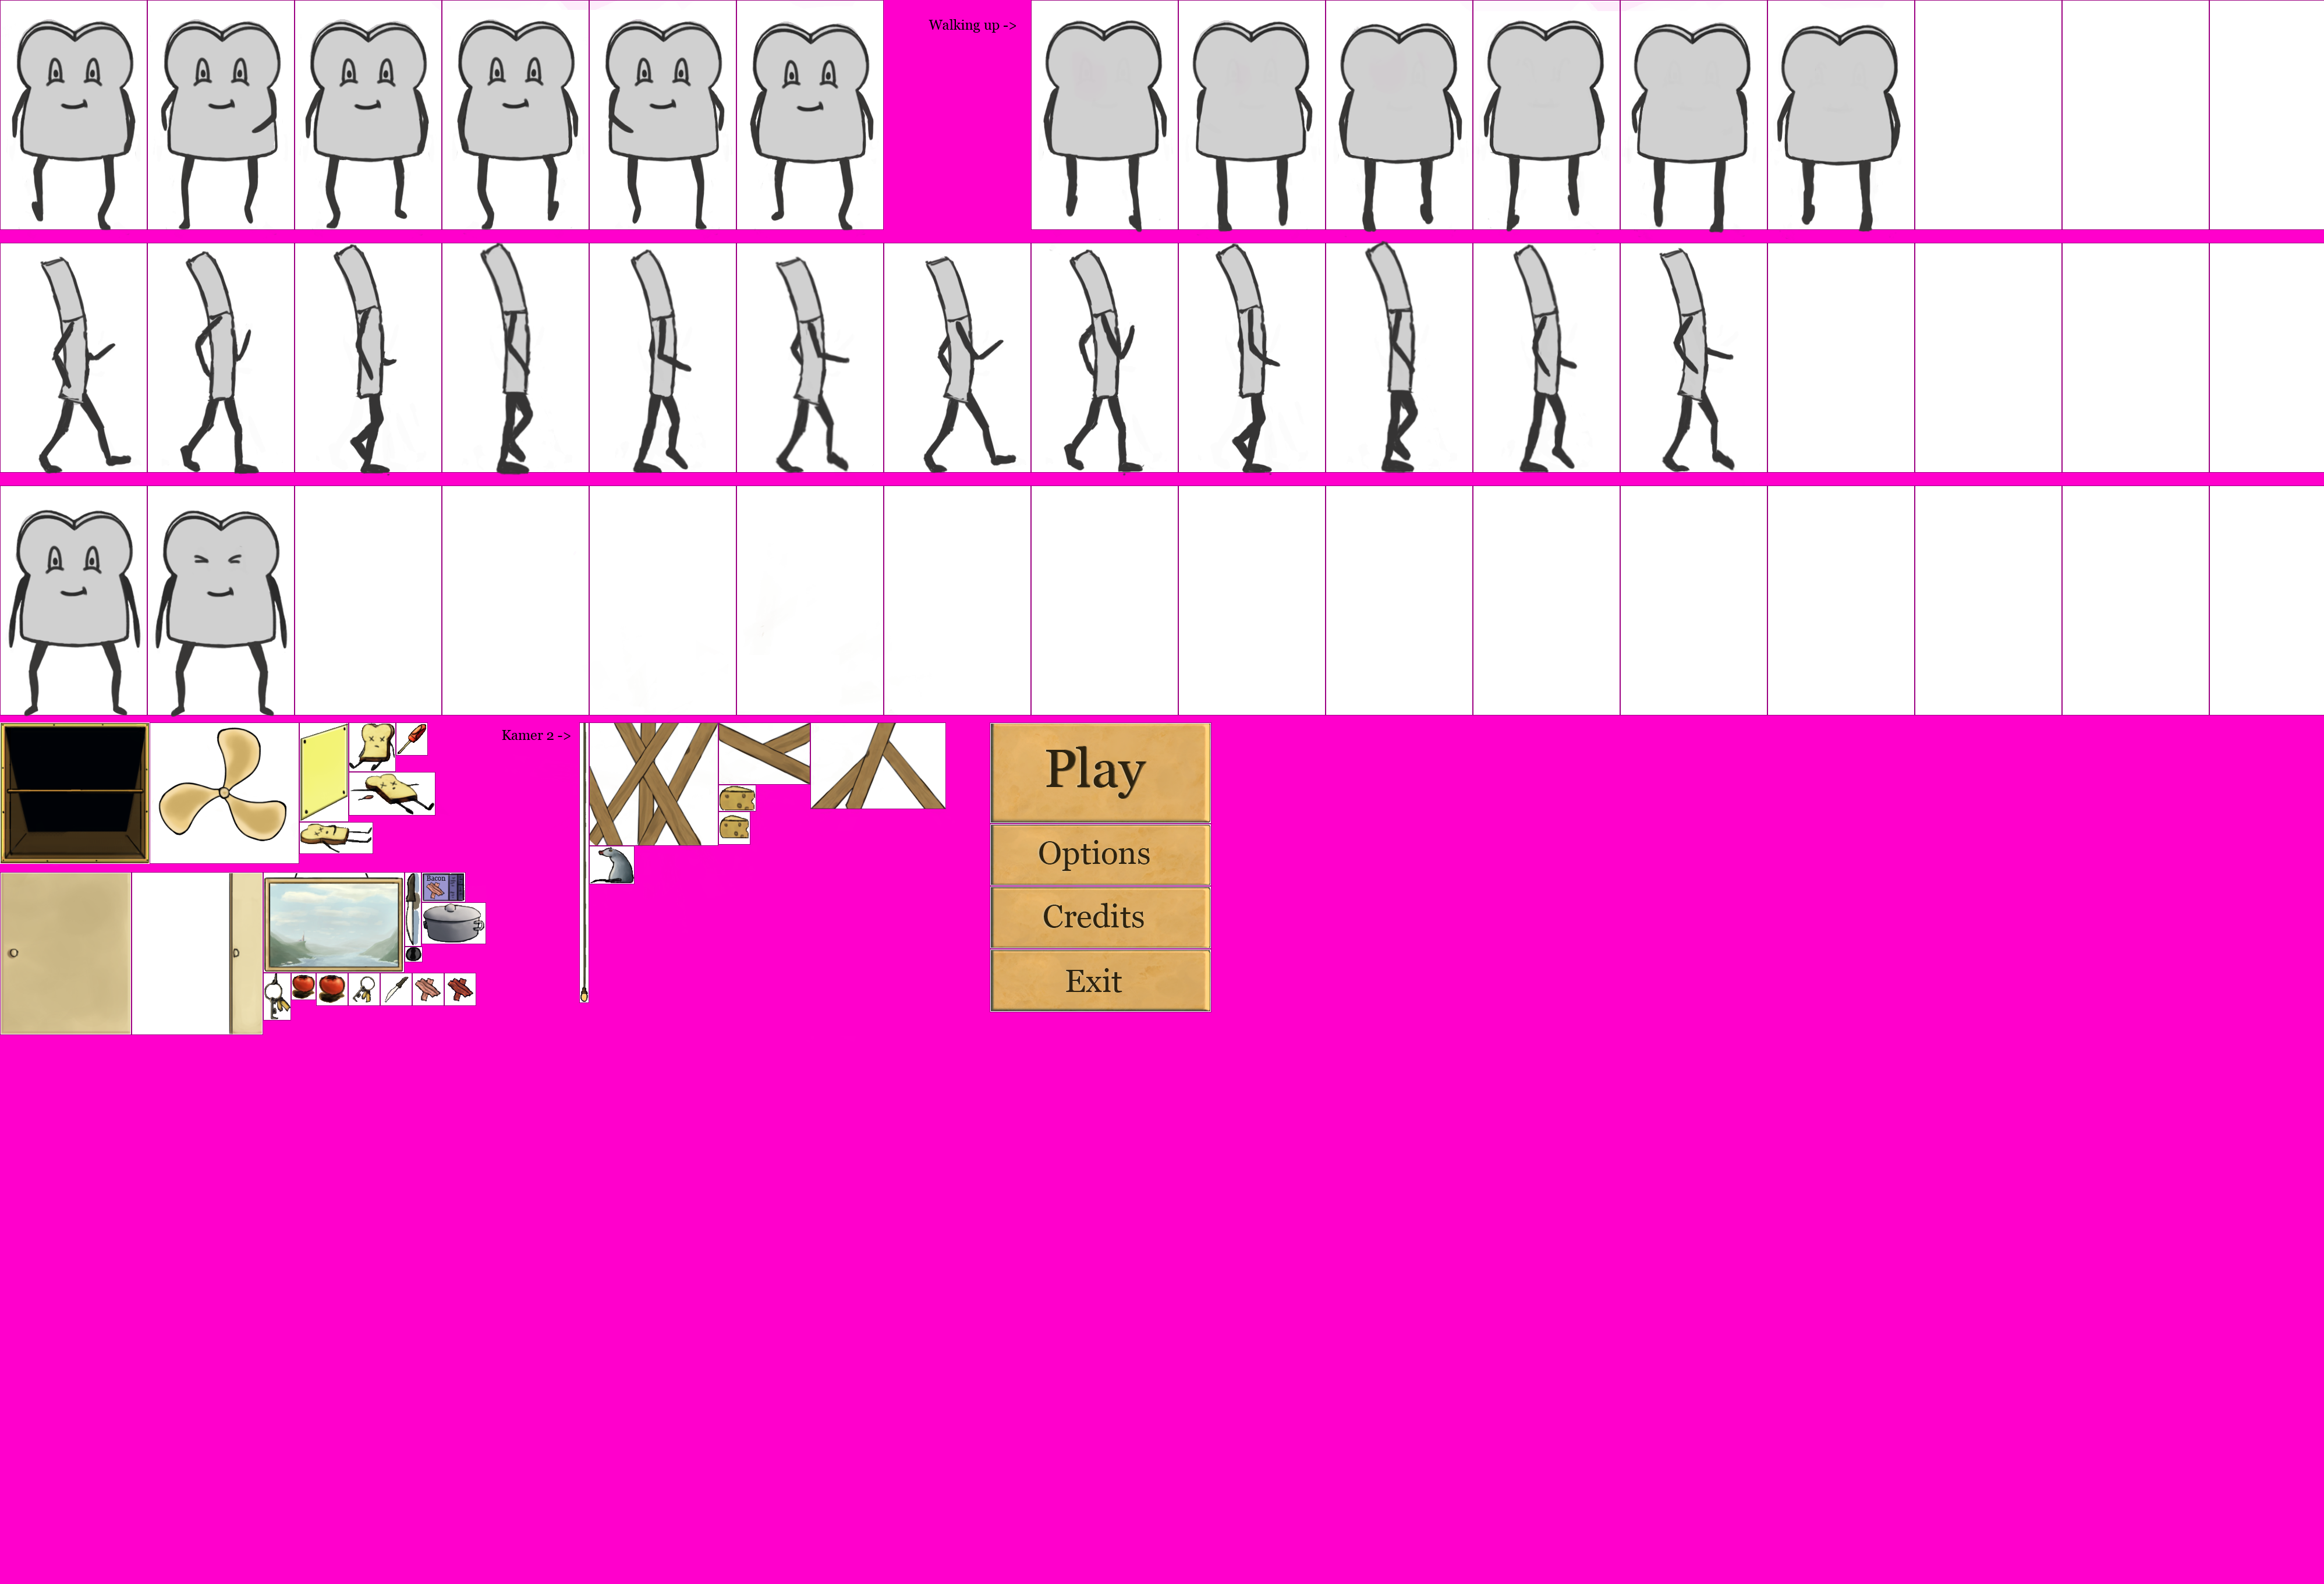 Walking up ->
Kamer 2 ->
Play
Options
Credits
Exit
Bacon